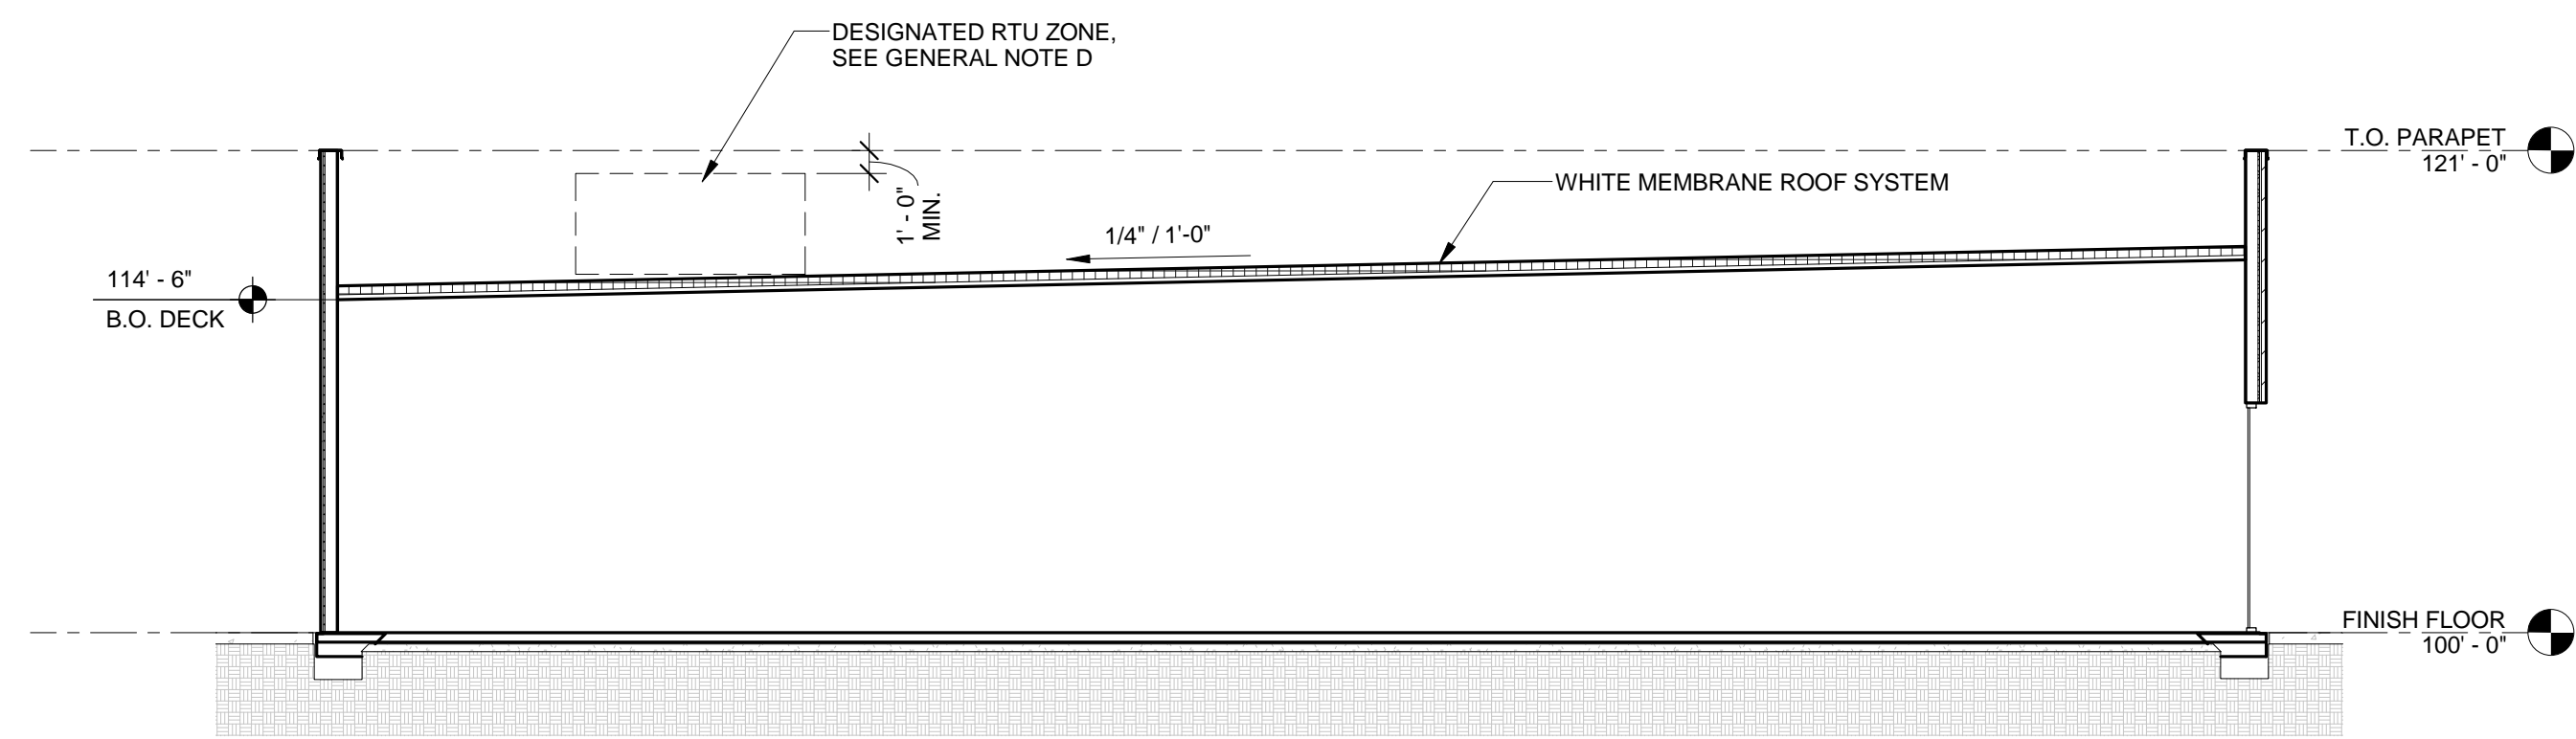 DESIGNATED RTU ZONE,
SEE GENERAL NOTE D
T.O. PARAPET
121' - 0"
WHITE MEMBRANE ROOF SYSTEM
1' - 0"
MIN.
1/4" / 1'-0"
114' - 6"
B.O. DECK
FINISH FLOOR
100' - 0"